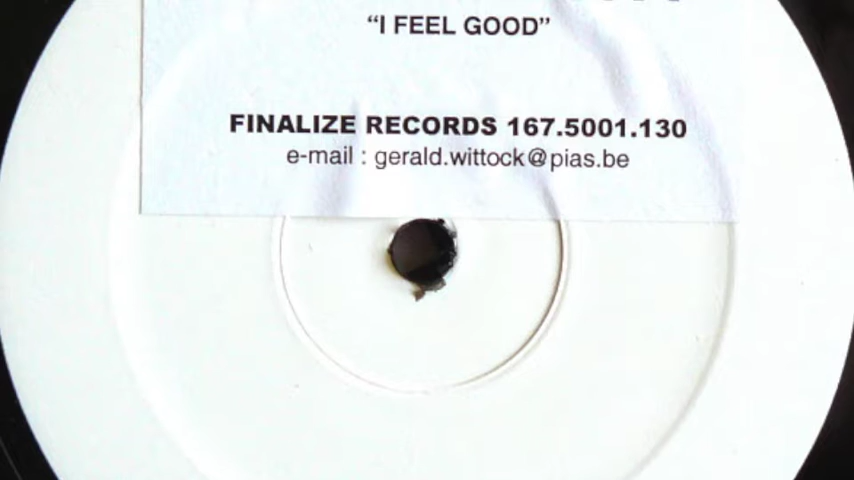 “I FEEL GOOD”
FINALIZE RECORDS 167.5001.130
e-mail : gerald.wittock@pias.be